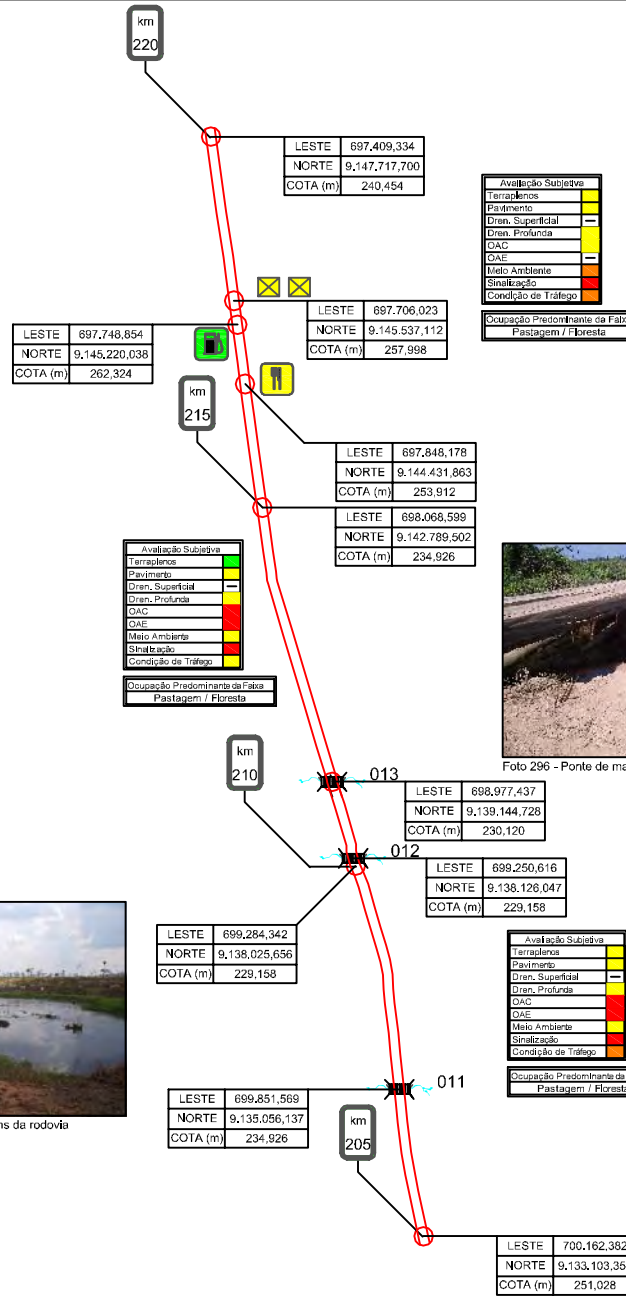 km
220
LESTE 697.409,334
NORTE 9.147.717,700
COTA (m) 240,454
Avaliação Subjetiva
Terraplenos
Pavimento
Dren. Superficial
Dren. Profunda
OAC
OAE
Meio Ambiente
Sinalização
Condição de Tráfego
Ocupação Predominante da Faixa
Pastagem / Floresta
LESTE 697.706,023
NORTE 9.145.537,112
COTA (m) 257,998
LESTE 697.748,854
NORTE 9.145.220,038
COTA (m) 262,324
km
215
LESTE 697.848,178
NORTE 9.144.431,863
COTA (m) 253,912
LESTE 698.068,599
NORTE 9.142.789,502
COTA (m) 234,926
Avaliação Subjetiva
Terraplenos
Pavimento
Dren. Superficial
Dren. Profunda
OAC
OAE
Meio Ambiente
Sinalização
Condição de Tráfego
Ocupação Predominante da Faixa
Pastagem / Floresta
Foto 296 - Ponte de ma
km
210
013
LESTE 698.977,437
NORTE 9.139.144,728
COTA (m) 230,120
012
LESTE 699.250,616
NORTE 9.138.126,047
COTA (m) 229,158
LESTE 699.284,342
NORTE 9.138.025,656
COTA (m) 229,158
Avaliação Subjetiva
Terraplenos
Pavimento
Dren. Superficial
Dren. Profunda
OAC
OAE
Meio Ambiente
Sinalização
Condição de Tráfego
Ocupação Predominante da
Pastagem / Floresta
ns da rodovia
011
LESTE 699.851,569
NORTE 9.135.056,137
COTA (m) 234,926
km
205
LESTE 700.162,382
NORTE 9.133.103,35
COTA (m) 251,028